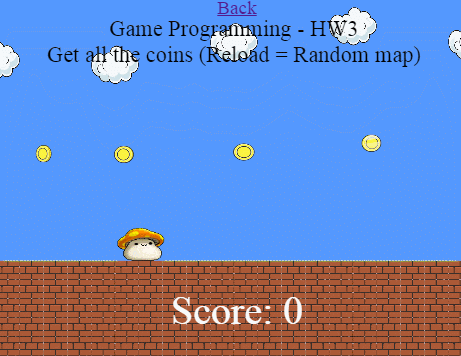 Back
Game Programming - HW3
Get all the coins (Reload = Random map)
Score: 0